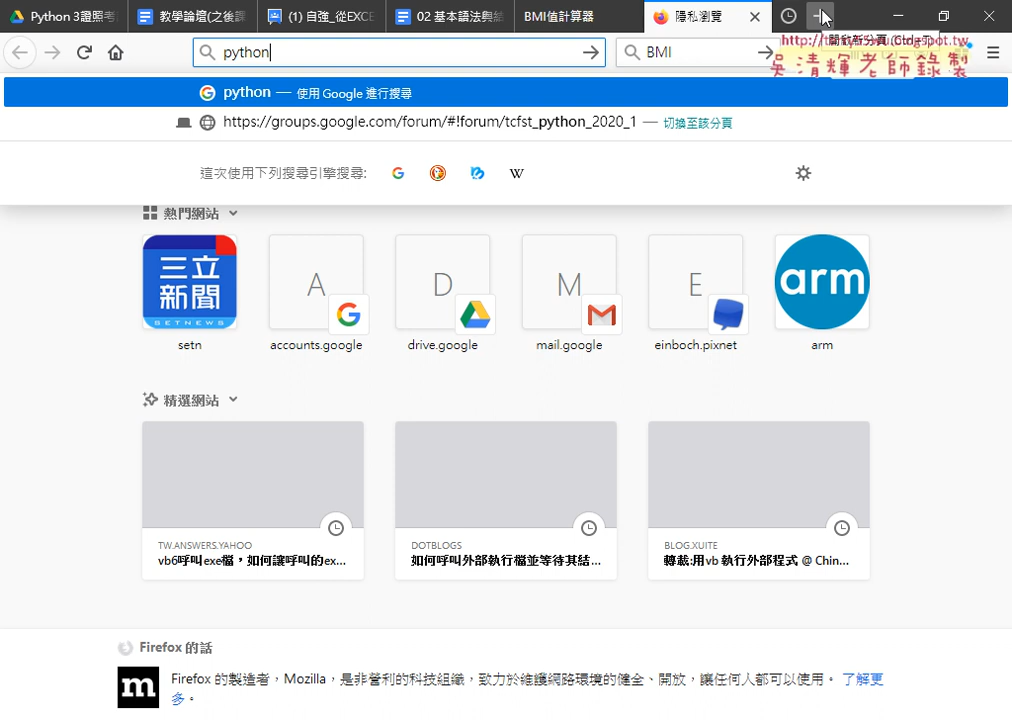 Python 3證照考
教學論壇(之後課
(1) 自強_從EXCE
02 基本語法與結
BMI值計算器
隱私瀏覽
python
BMI
開啟新分頁 (Ctrl+T)
吳清輝老師錄製
python — 使用 Google 進行搜尋
https://groups.google.com/forum/#!forum/tcfst_python_2020_1 — 切換至該分頁
這次使用下列搜尋引擎搜尋:
W
熱門網站
三立新聞
SETNEWS
A
D
M
E
arm
setn
accounts.google
drive.google
mail.google
einboch.pixnet
arm
精選網站
TW.ANSWERS.YAHOO
vb6呼叫exe檔，如何讓呼叫的ex...
DOTBLOGS
如何呼叫外部執行檔並等待其結...
BLOG.XUITE
轉載:用vb 執行外部程式 @ Chin...
Firefox 的話
m
Firefox 的製造者，Mozilla，是非營利的科技組織，致力於維護網路環境的健全、開放，讓任何人都可以使用。 了解更
多。